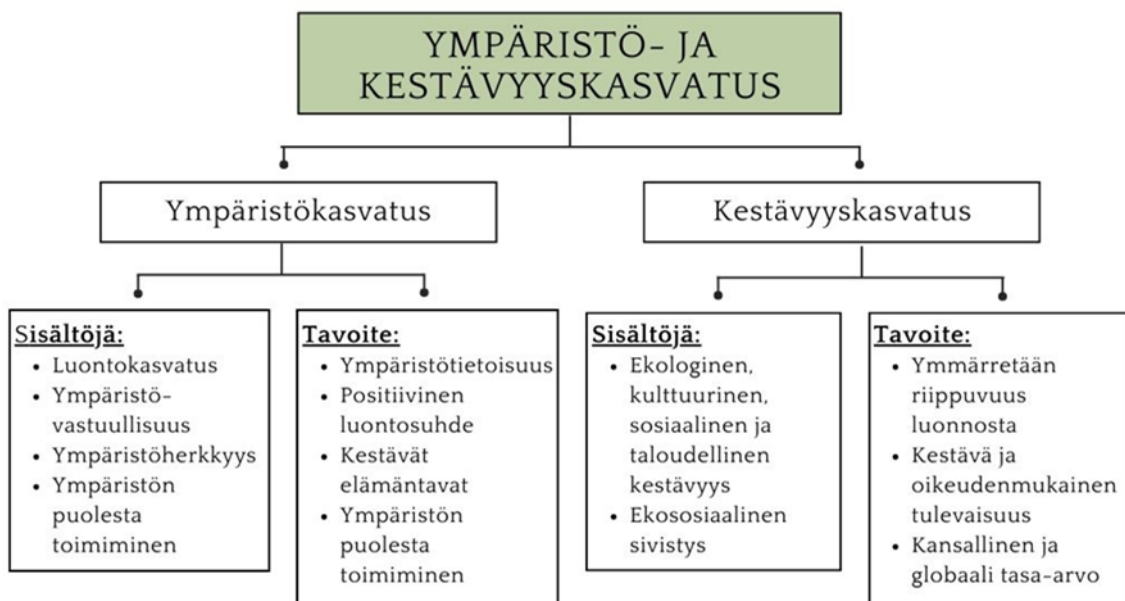 YMPÄRISTÖ- JA
KESTÄVYYSKASVATUS
Ympäristökasvatus
Kestävyyskasvatus
Sisältöjä:
• Luontokasvatus
• Ympäristö-
vastuullisuus
• Ympäristöherkkyys
• Ympäristön
puolesta
toimiminen
Tavoite:
• Ympäristötietoisuus
• Positiivinen
luontosuhde
• Kestävät
elämäntavat
• Ympäristön
puolesta
toimiminen
Sisältöjä:
• Ekologinen,
kulttuurinen,
sosiaalinen ja
taloudellinen
kestävyys
• Ekososiaalinen
sivistys
Tavoite:
• Ymmärretään
riippuvuus
luonnosta
• Kestävä ja
oikeudenmukainen
tulevaisuus
• Kansallinen ja
globaali tasa-arvo